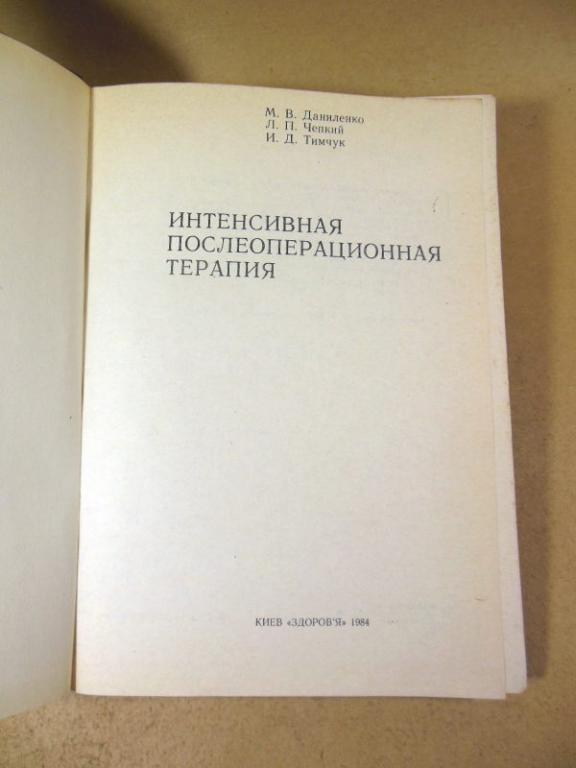 М. В. Даниленко
Л. П. Чепкий
И. Д. Тимчук
ИНТЕНСИВНАЯ
ПОСЛЕОПЕРАЦИОННАЯ
ТЕРАПИЯ
КИЕВ «ЗДОРОВ'Я» 1984